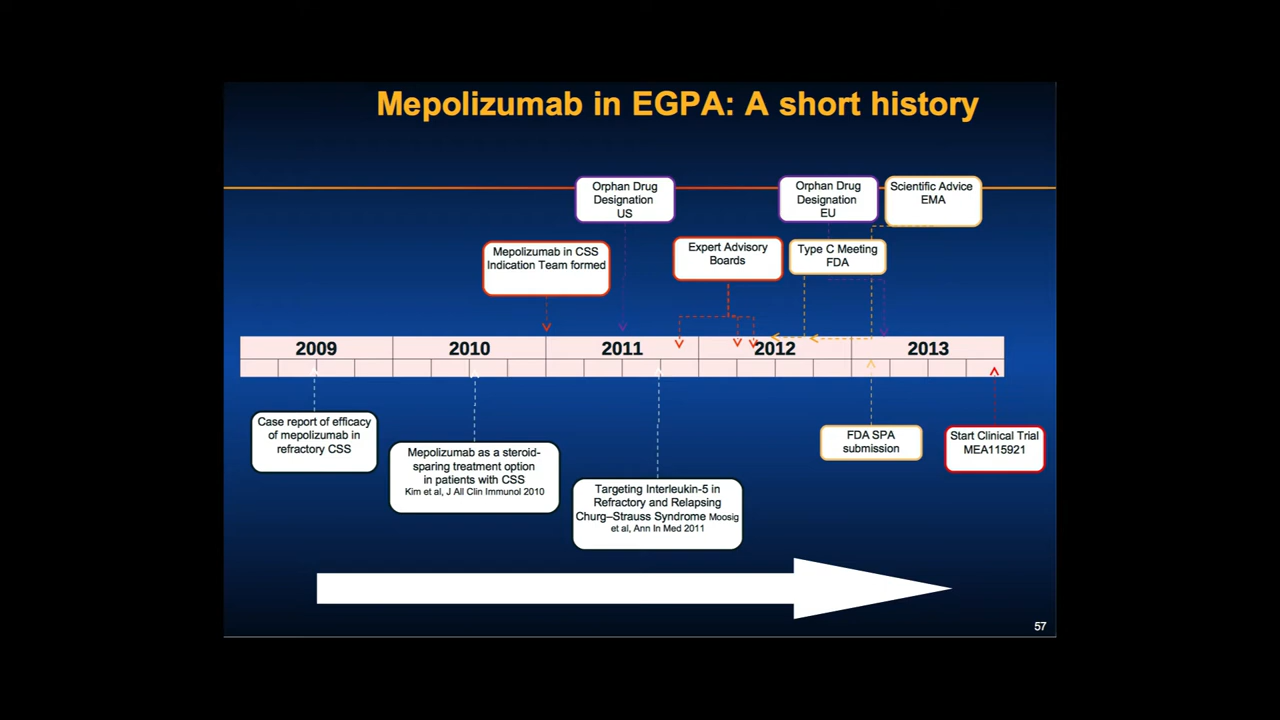 Mepolizumab in EGPA: A short history
Orphan Drug
Designation
US
Orphan Drug
Designation
EU
Scientific Advice
EMA
Mepolizumab in CSS
Indication Team formed
Expert Advisory
Boards
Type C Meeting
FDA
2009
2010
2011
2012
2013
Case report of efficacy
of mepolizumab in
refractory CSS
Mepolizumab as a steroid-
sparing treatment option
in patients with CSS
Kim et al, J All Clin Immunol 2010
Targeting Interleukin-5 in
Refractory and Relapsing
Churg–Strauss Syndrome Moosig
et al, Ann In Med 2011
FDA SPA
submission
Start Clinical Trial
MEA115921
57